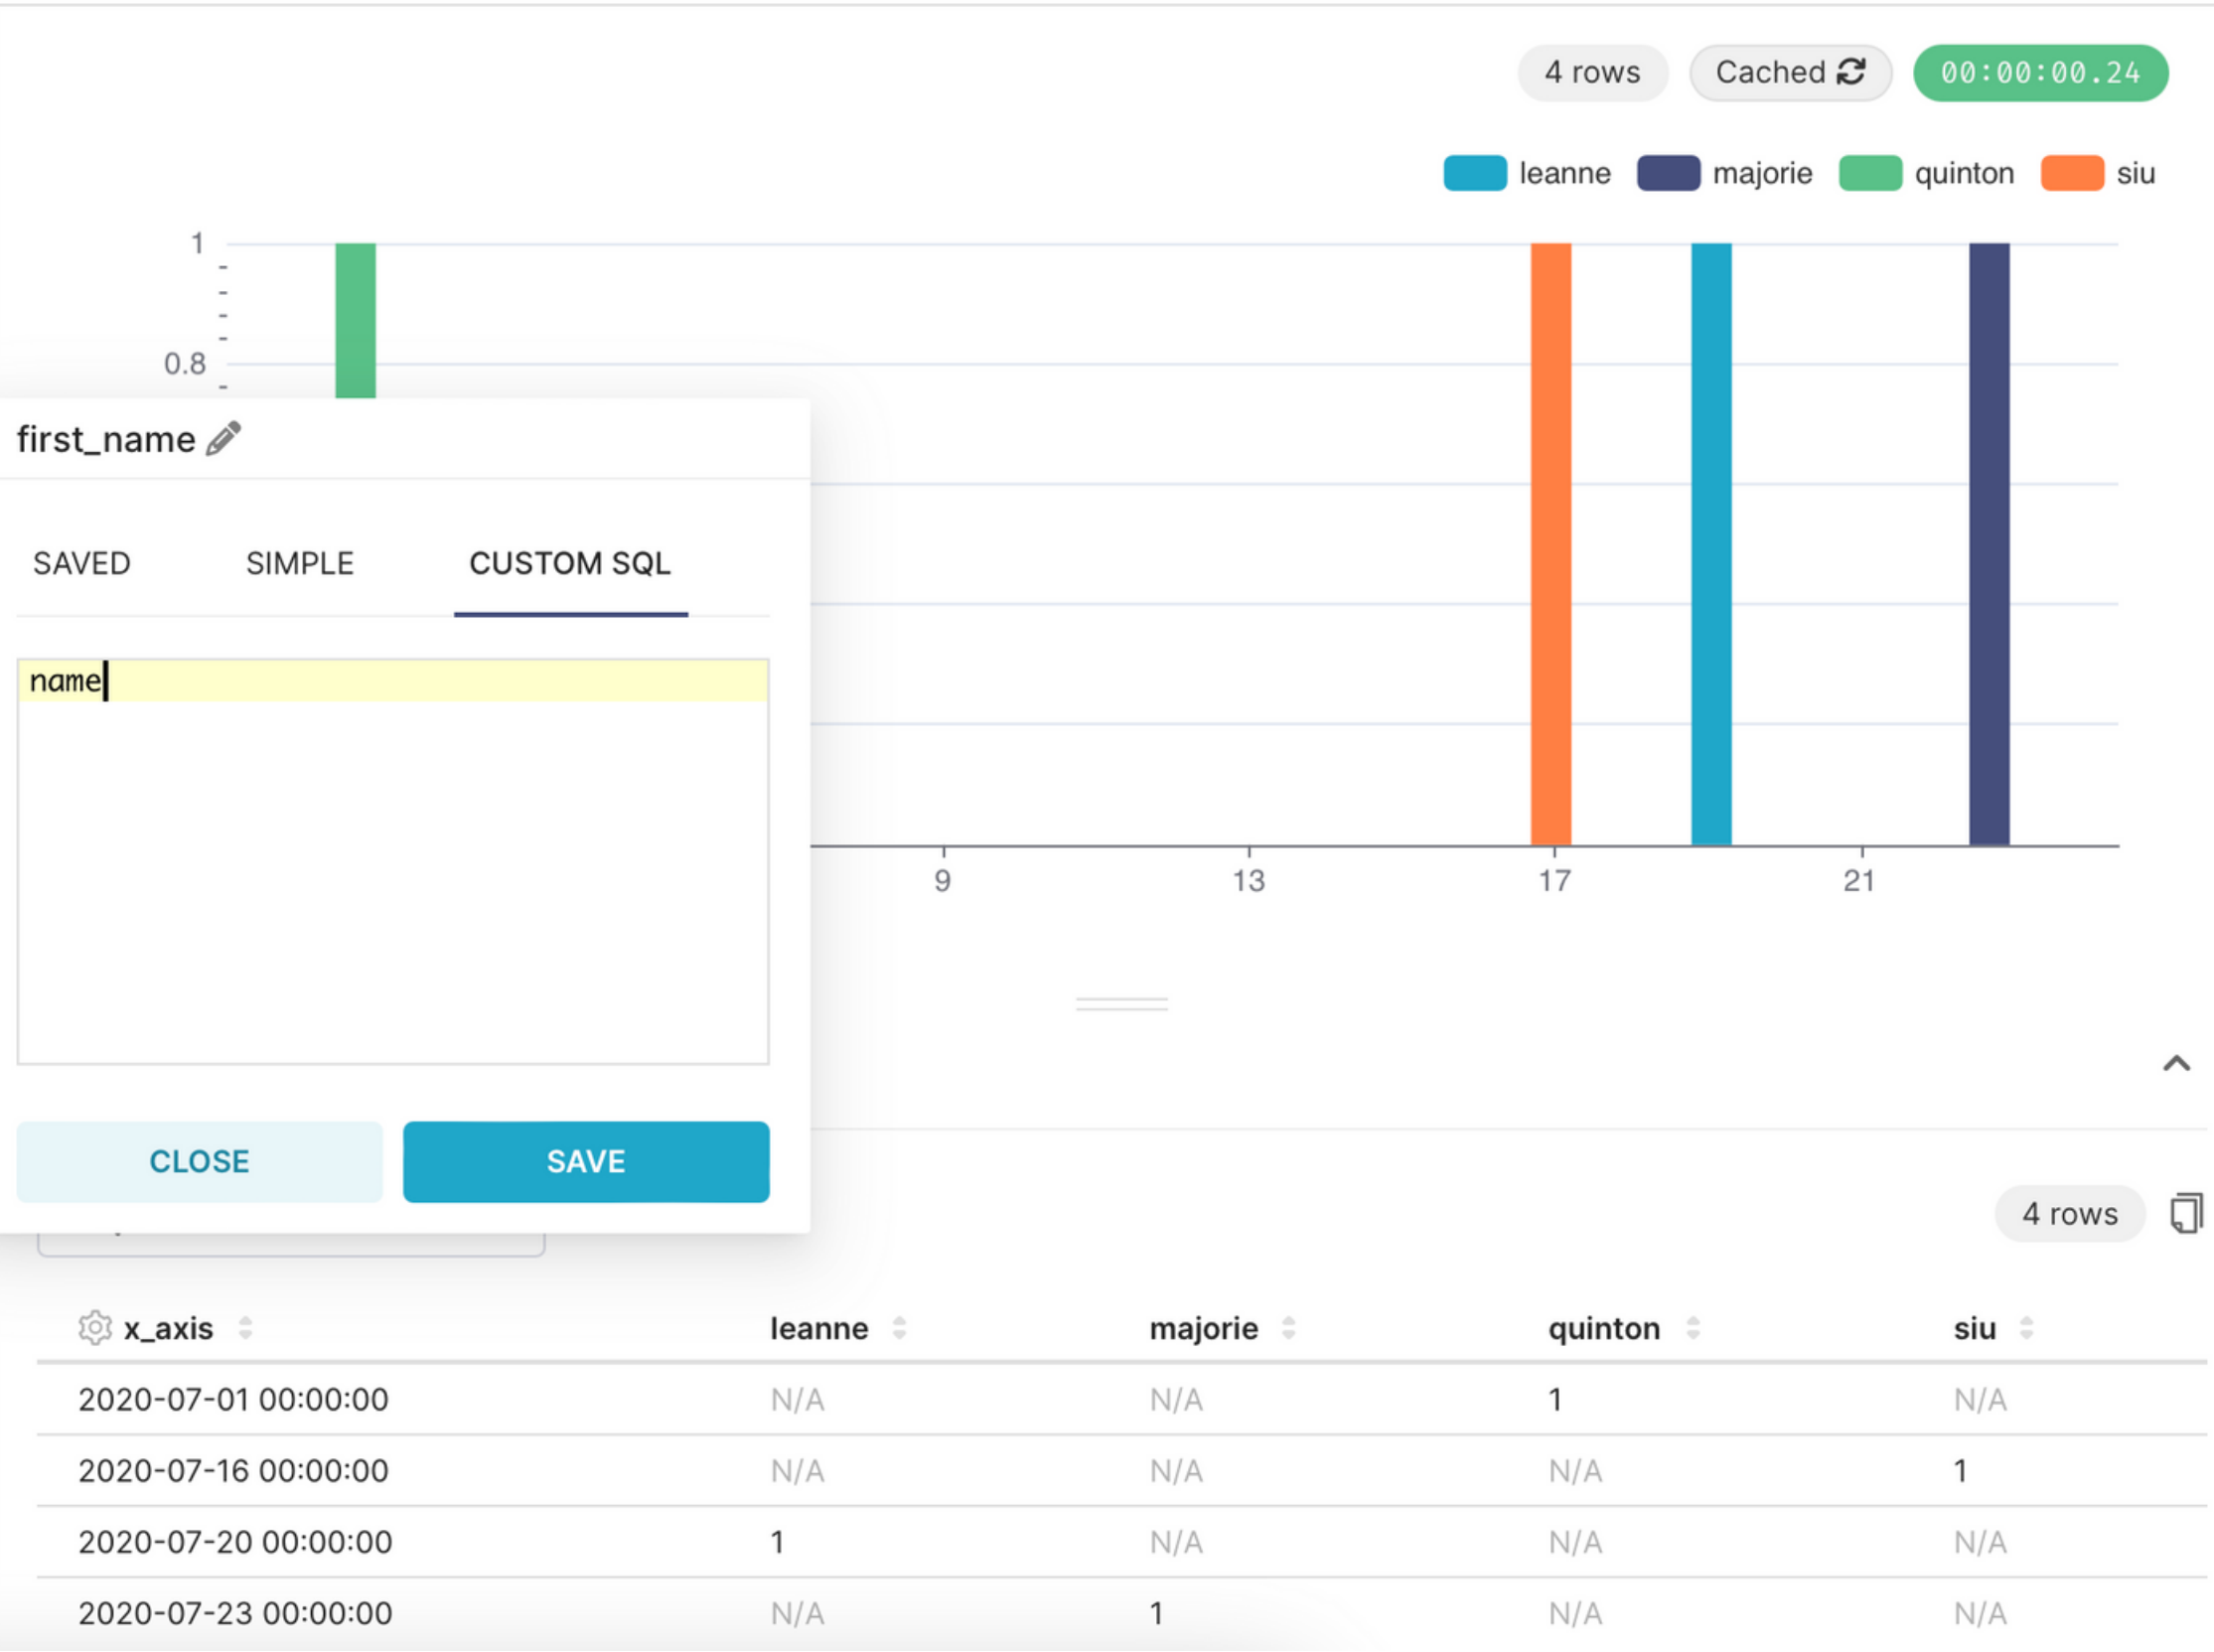 4 rows Cached 00:00:00.24
leanne majorie quinton siu
1
0.8
first_name
SAVED SIMPLE CUSTOM SQL
name
9 13 17 21
CLOSE SAVE
4 rows
x_axis leanne majorie quinton siu
2020-07-01 00:00:00 N/A N/A 1 N/A
2020-07-16 00:00:00 N/A N/A N/A 1
2020-07-20 00:00:00 1 N/A N/A N/A
2020-07-23 00:00:00 N/A 1 N/A N/A